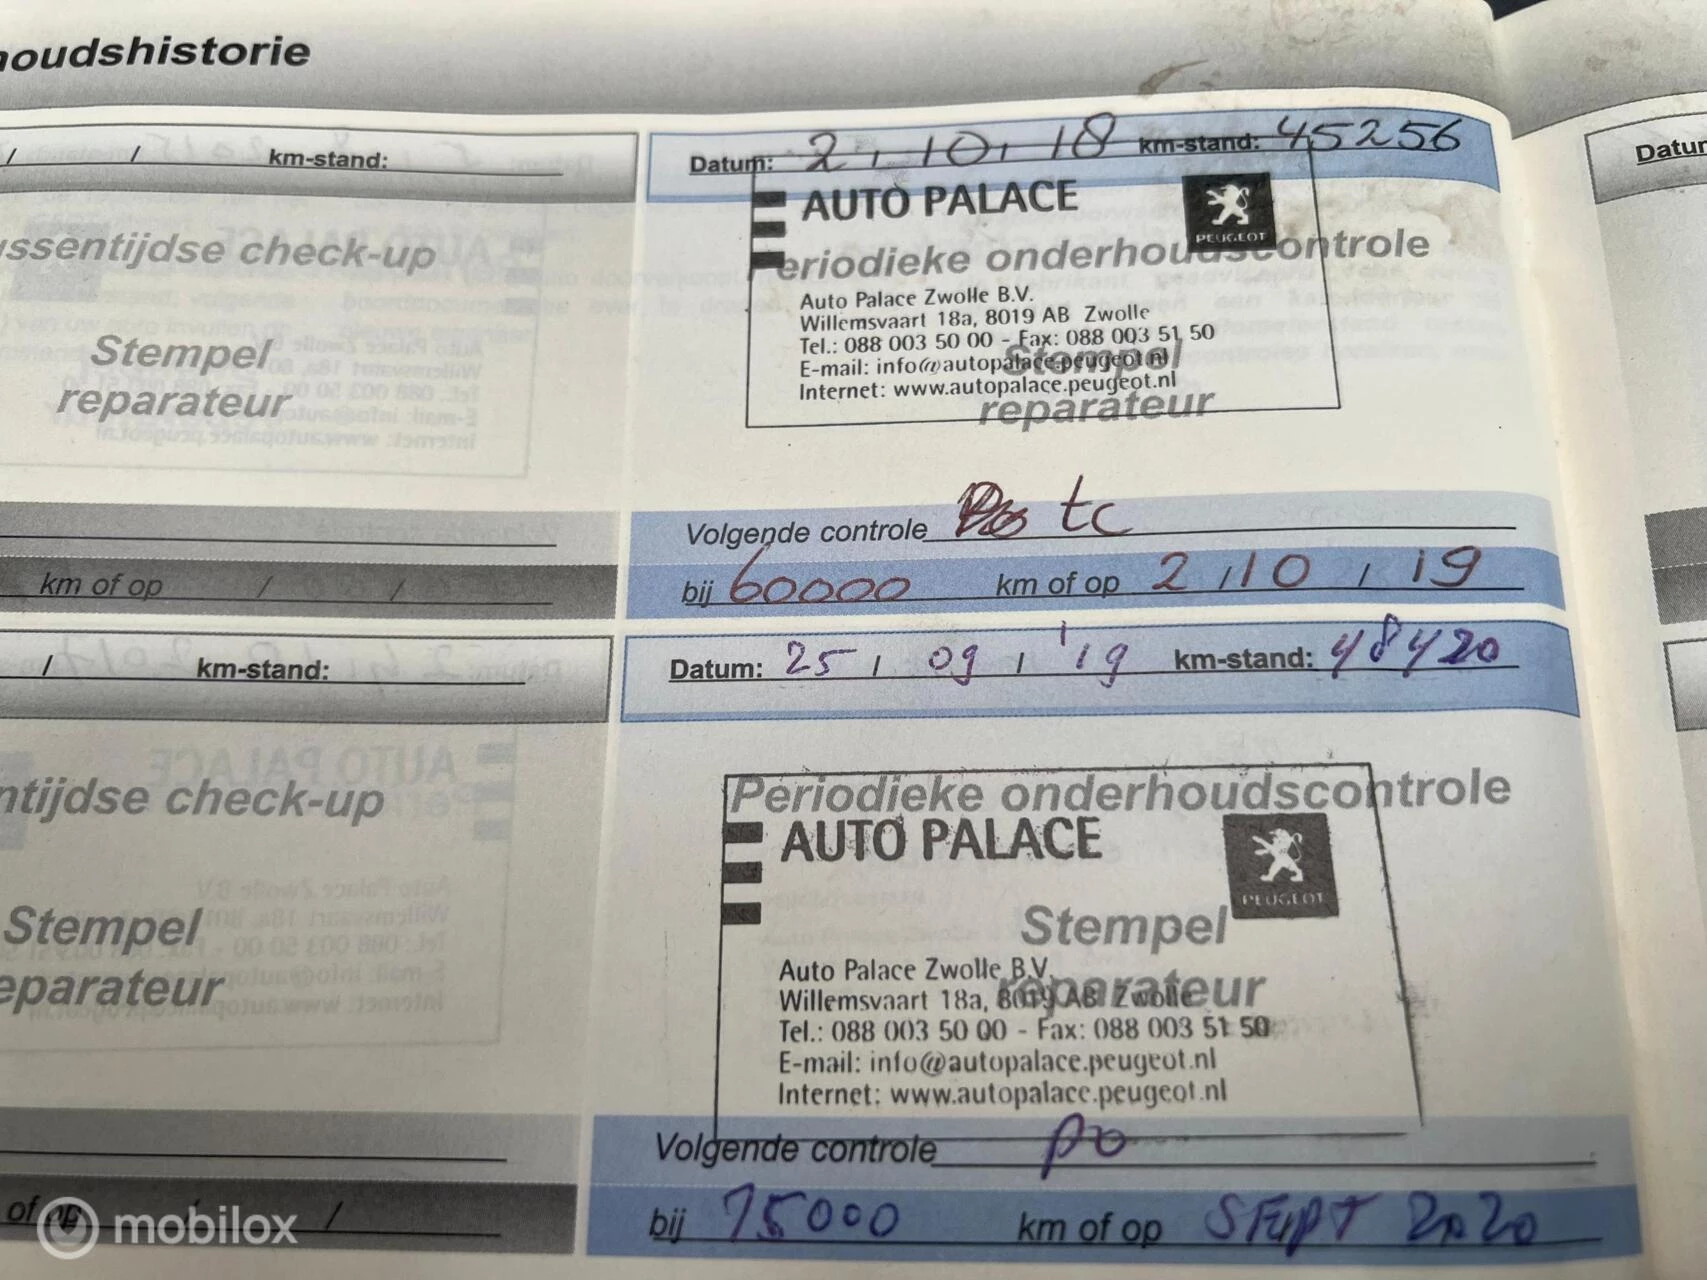 oudshistorie
/ / km-stand:
ssentijdse check-up
Stempel
reparateur
km of op / /
/ km-stand:
ntijdse check-up
Stempel
eparateur
of op /
Datum: 2, 10, 18 km-stand: 45256
AUTO PALACE
PEUGEOT
eriodieke onderhoudscontrole
Auto Palace Zwolle B.V.
Willemsvaart 18a, 8019 AB Zwolle
Tel.: 088 003 50 00 - Fax: 088 003 51 50
Stempel
E-mail: info@autopalace.peugeot.nl
Internet: www.autopalace.peugeot.nl
reparateur
Volgende controle tc
bij 60000 km of op 2 / 10 / 19
Datum: 25 / 09 / '19 km-stand: 48420
Periodieke onderhoudscontrole
AUTO PALACE
PEUGEOT
Stempel
Auto Palace Zwolle B.V.
reparateur
Willemsvaart 18a, 8019 AB Zwolle
Tel.: 088 003 50 00 - Fax: 088 003 51 50
E-mail: info@autopalace.peugeot.nl
Internet: www.autopalace.peugeot.nl
Volgende controle po
bij 75000 km of op SEPT 2020
Datu
mobilox